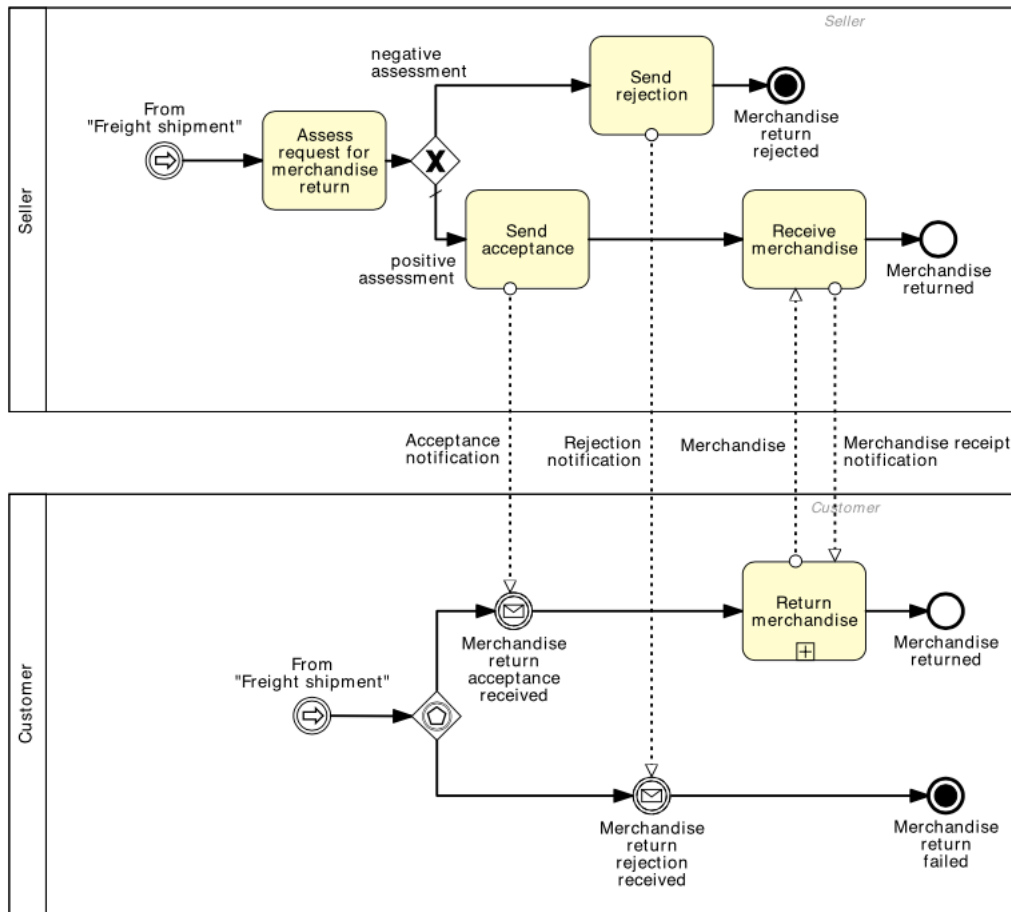 Seller
Seller
negative
assessment
Send
rejection
From
"Freight shipment"
Assess
request for
merchandise
return
X
Merchandise
return
rejected
positive
assessment
Send
acceptance
Receive
merchandise
Merchandise
returned
Acceptance
notification
Rejection
notification
Merchandise
Merchandise receipt
notification
Customer
Customer
Return
merchandise
Merchandise
return
acceptance
received
Merchandise
returned
From
"Freight shipment"
Merchandise
return
rejection
received
Merchandise
return
failed